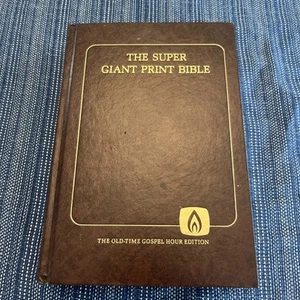 THE SUPER
GIANT PRINT BIBLE
THE OLD-TIME GOSPEL HOUR EDITION